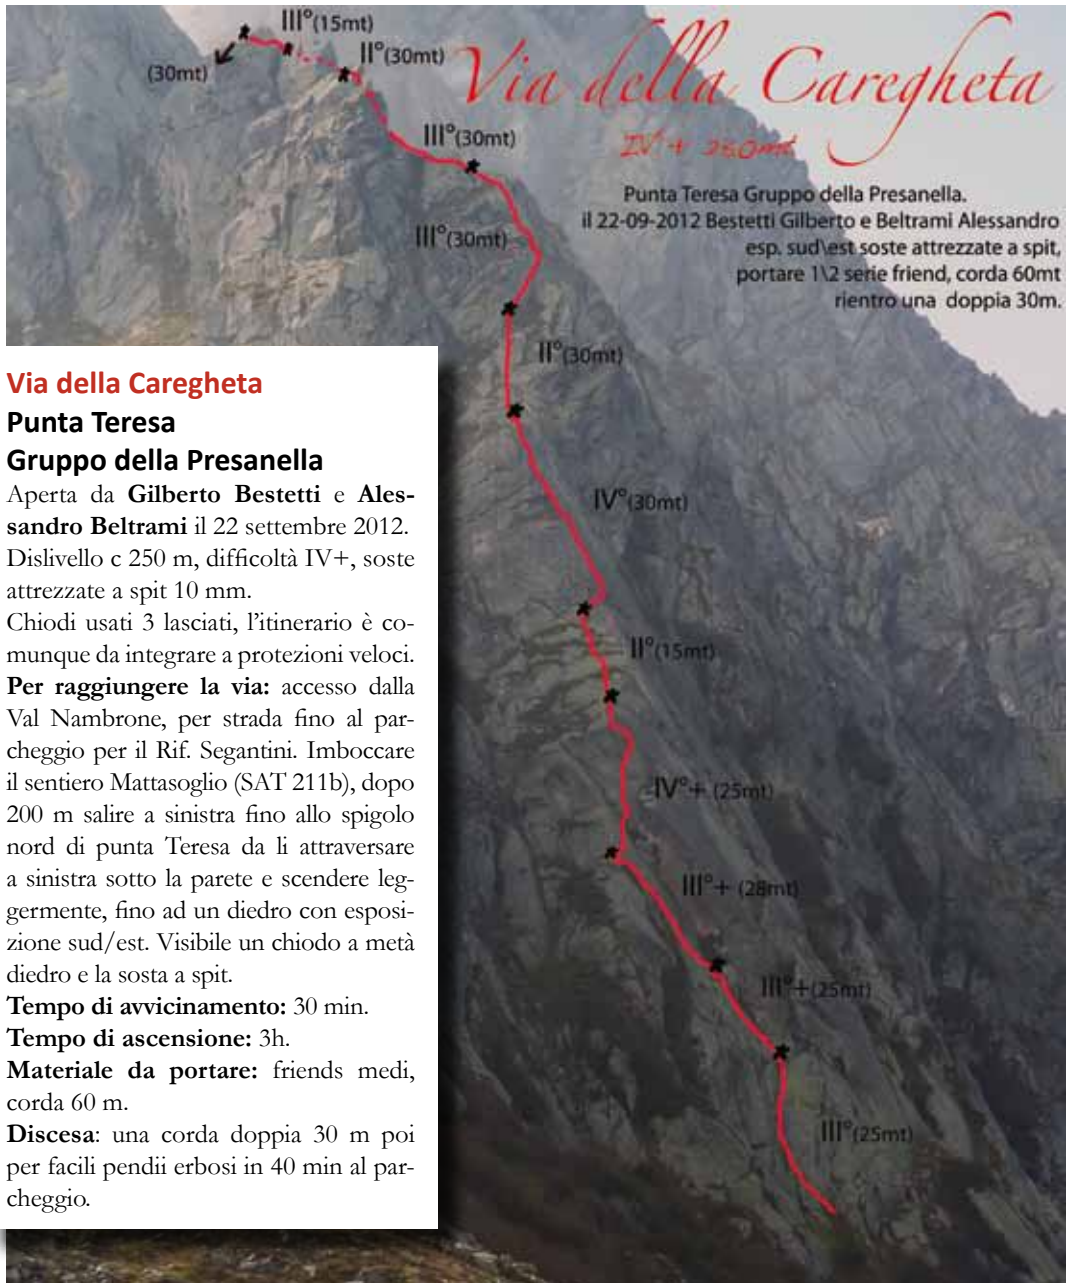 III°(15mt)
II°(30mt)
(30mt)
Via della Caregheta
IV°+ 280mt
III°(30mt)
Punta Teresa Gruppo della Presanella.
il 22-09-2012 Bestetti Gilberto e Beltrami Alessandro
esp. sud\est soste attrezzate a spit,
portare 1\2 serie friend, corda 60mt
rientro una doppia 30m.
III°(30mt)
II°(30mt)
IV°(30mt)
II°(15mt)
IV°+ (25mt)
III°+ (28mt)
III°+(25mt)
III°(25mt)
Via della Caregheta
Punta Teresa
Gruppo della Presanella
Aperta da Gilberto Bestetti e Ales-
sandro Beltrami il 22 settembre 2012.
Dislivello c 250 m, difficoltà IV+, soste
attrezzate a spit 10 mm.
Chiodi usati 3 lasciati, l'itinerario è co-
munque da integrare a protezioni veloci.
Per raggiungere la via: accesso dalla
Val Nambrone, per strada fino al par-
cheggio per il Rif. Segantini. Imboccare
il sentiero Mattasoglio (SAT 211b), dopo
200 m salire a sinistra fino allo spigolo
nord di punta Teresa da li attraversare
a sinistra sotto la parete e scendere leg-
germente, fino ad un diedro con esposi-
zione sud/est. Visibile un chiodo a metà
diedro e la sosta a spit.
Tempo di avvicinamento: 30 min.
Tempo di ascensione: 3h.
Materiale da portare: friends medi,
corda 60 m.
Discesa: una corda doppia 30 m poi
per facili pendii erbosi in 40 min al par-
cheggio.